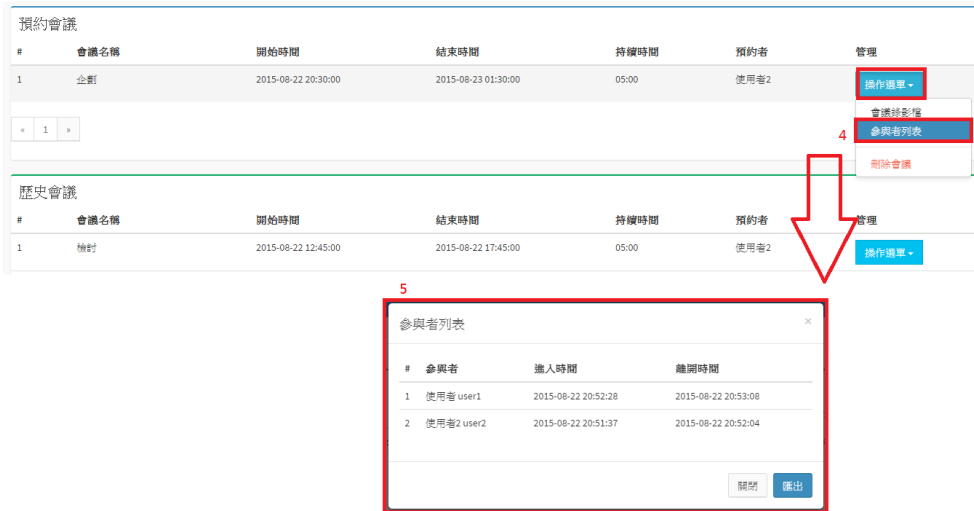 預約會議
# 會議名稱 開始時間 結束時間 持續時間 預約者 管理
1 企劃 2015-08-22 20:30:00 2015-08-23 01:30:00 05:00 使用者2 操作選單
會議錄影檔
« 1 » 4 參與者列表
刪除會議
歷史會議
# 會議名稱 開始時間 結束時間 持續時間 預約者 管理
1 檢討 2015-08-22 12:45:00 2015-08-22 17:45:00 05:00 使用者2 操作選單
5
參與者列表 ×
# 參與者 進入時間 離開時間
1 使用者 user1 2015-08-22 20:52:28 2015-08-22 20:53:08
2 使用者2 user2 2015-08-22 20:51:37 2015-08-22 20:52:04
關閉 匯出